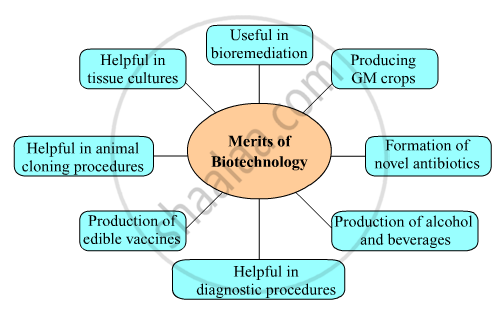 Useful in
bioremediation
Helpful in
tissue cultures
Producing
GM crops
Helpful in animal
cloning procedures
Merits of
Biotechnology
Formation of
novel antibiotics
Production of
edible vaccines
Production of alcohol
and beverages
Helpful in
diagnostic procedures
shaalaa.com